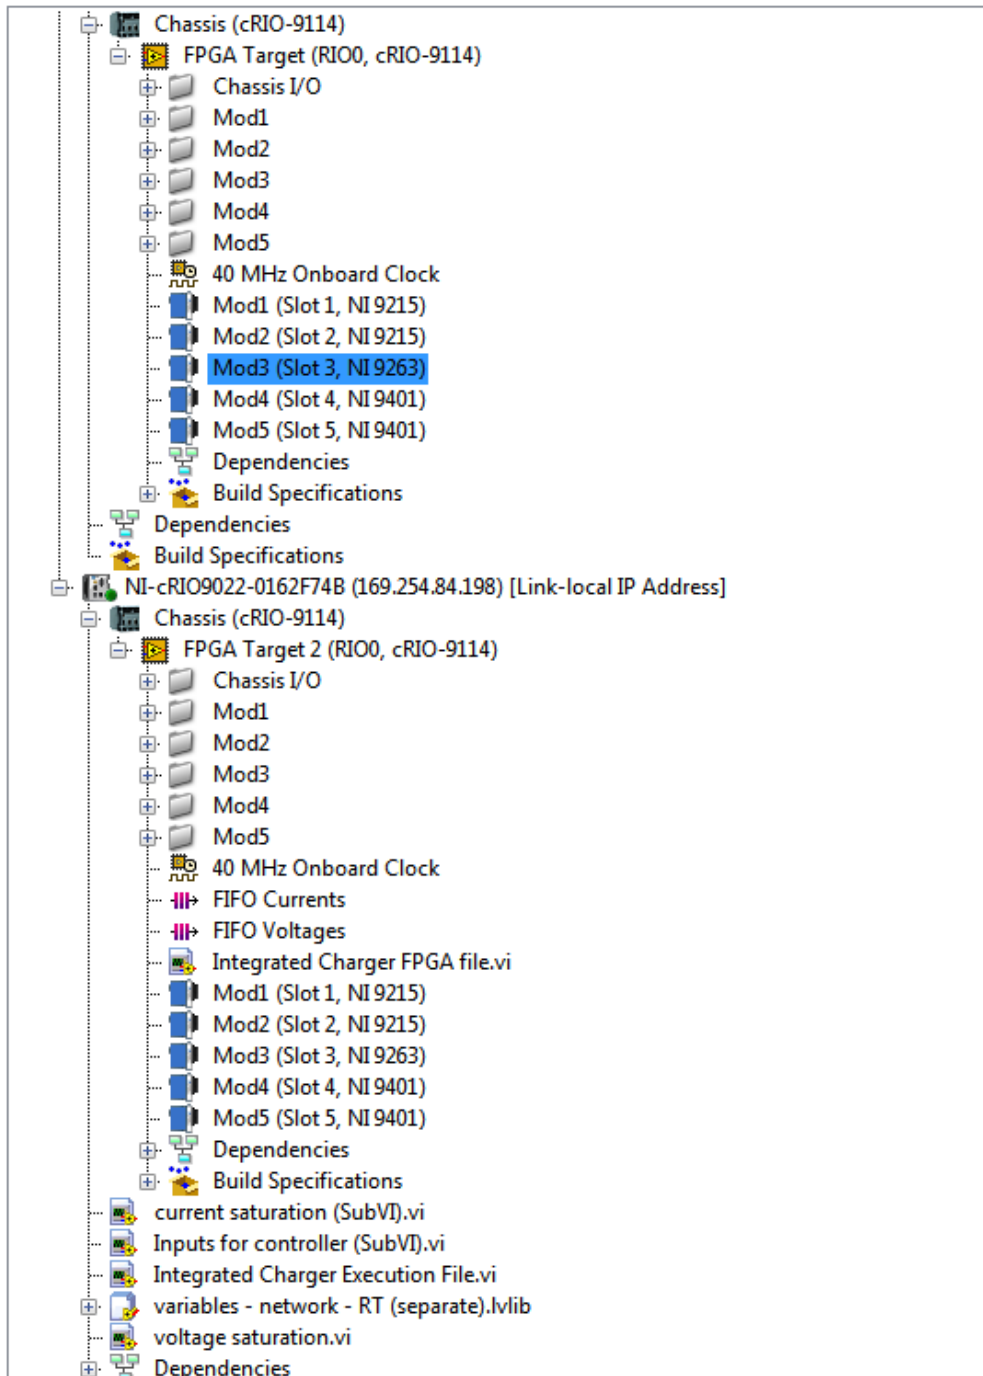 Chassis (cRIO-9114)
FPGA Target (RIO0, cRIO-9114)
Chassis I/O
Mod1
Mod2
Mod3
Mod4
Mod5
40 MHz Onboard Clock
Mod1 (Slot 1, NI 9215)
Mod2 (Slot 2, NI 9215)
Mod3 (Slot 3, NI 9263)
Mod4 (Slot 4, NI 9401)
Mod5 (Slot 5, NI 9401)
Dependencies
Build Specifications
Dependencies
Build Specifications
NI-cRIO9022-0162F74B (169.254.84.198) [Link-local IP Address]
Chassis (cRIO-9114)
FPGA Target 2 (RIO0, cRIO-9114)
Chassis I/O
Mod1
Mod2
Mod3
Mod4
Mod5
40 MHz Onboard Clock
FIFO Currents
FIFO Voltages
Integrated Charger FPGA file.vi
Mod1 (Slot 1, NI 9215)
Mod2 (Slot 2, NI 9215)
Mod3 (Slot 3, NI 9263)
Mod4 (Slot 4, NI 9401)
Mod5 (Slot 5, NI 9401)
Dependencies
Build Specifications
current saturation (SubVI).vi
Inputs for controller (SubVI).vi
Integrated Charger Execution File.vi
variables - network - RT (separate).lvlib
voltage saturation.vi
Dependencies